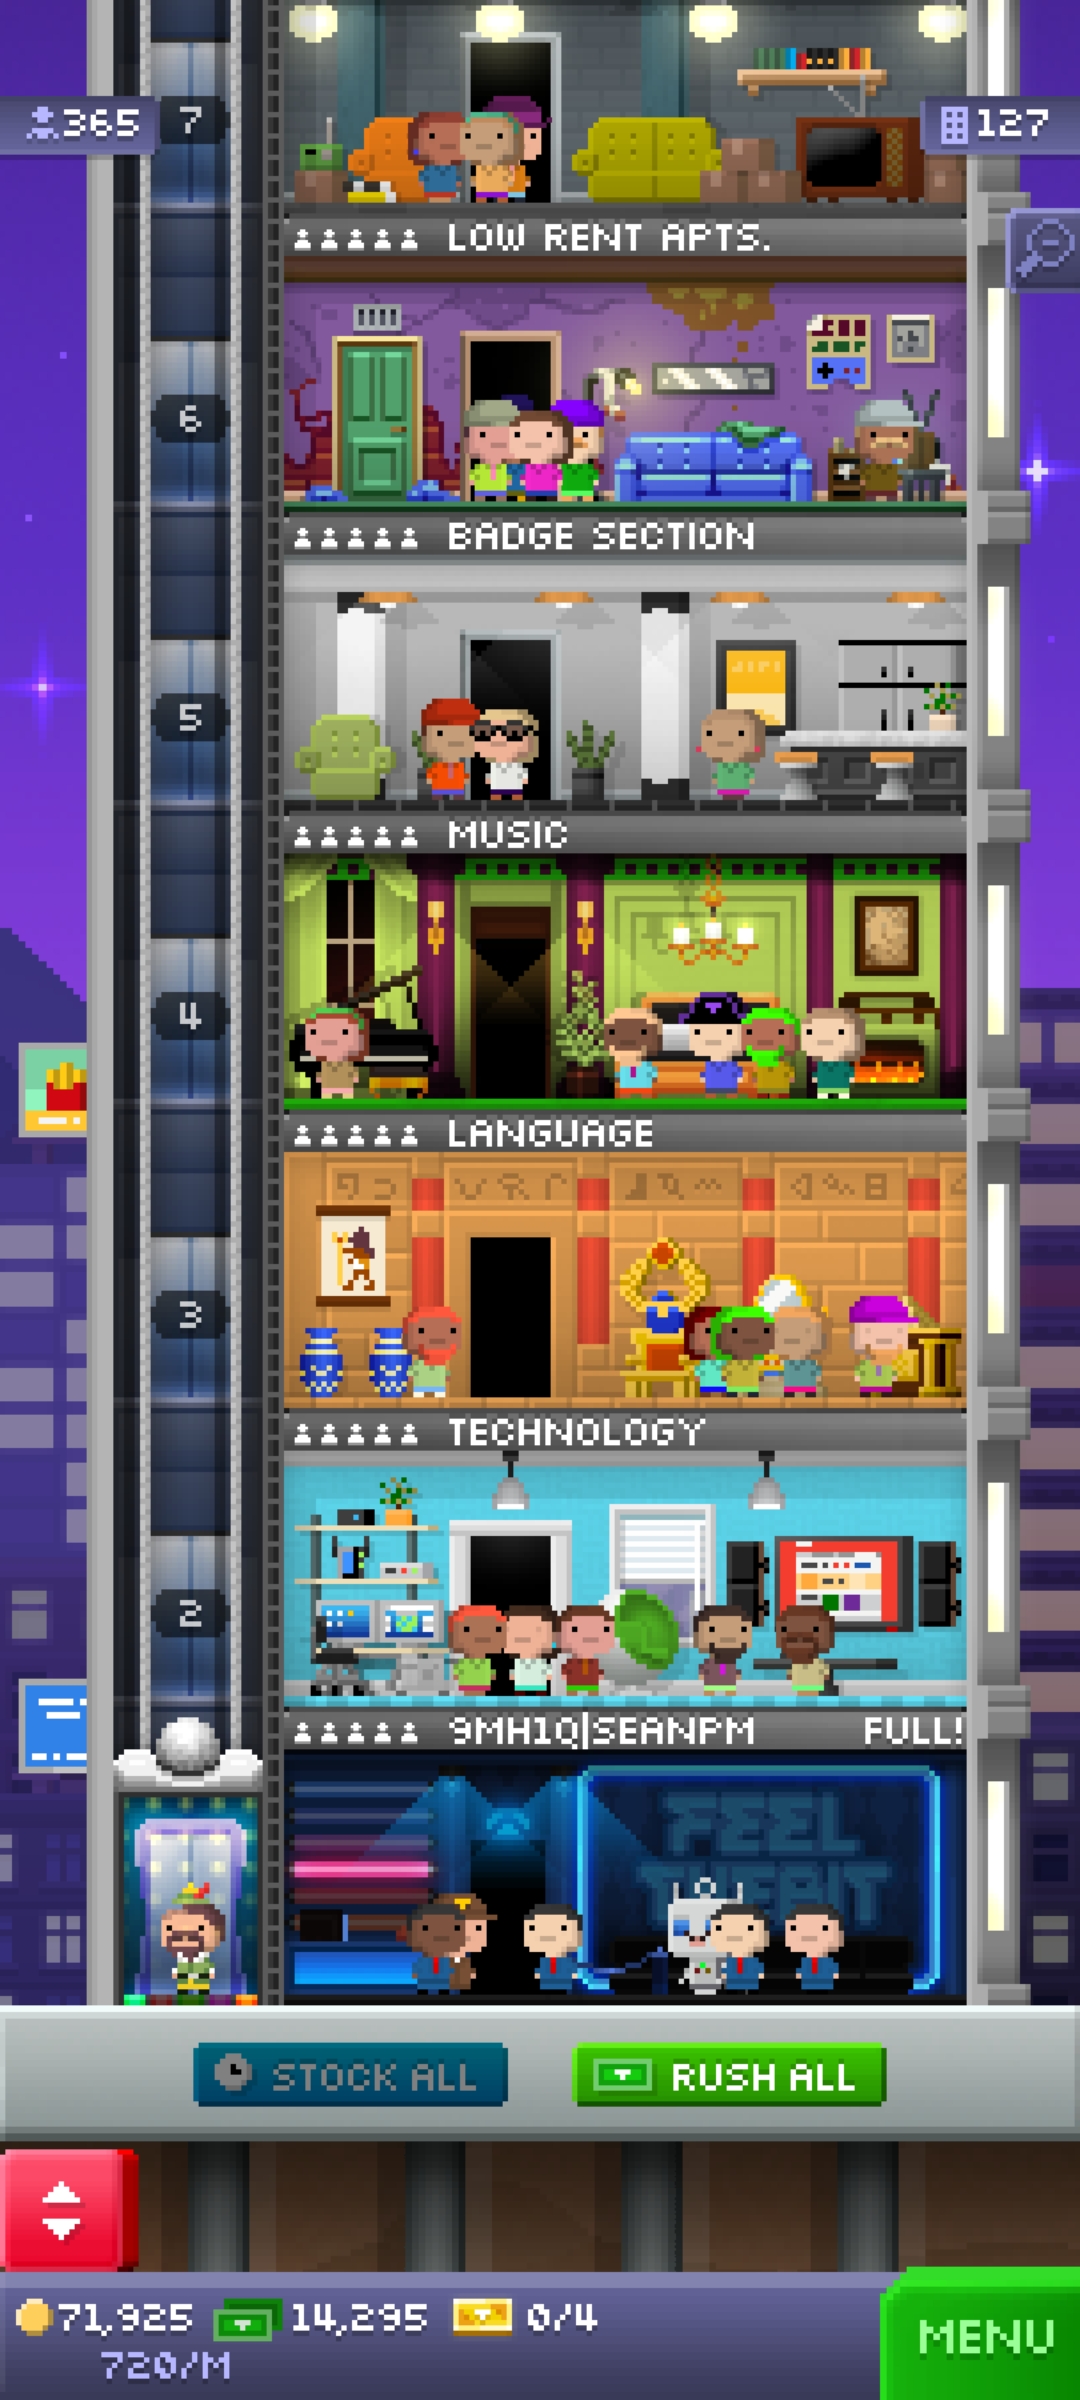 7
365
127
LOW RENT APTS.
6
BADGE SECTION
5
MUSIC
4
LANGUAGE
3
TECHNOLOGY
2
9MH1Q|SEANPM FULL!
FEEL
THE PIT
STOCK ALL
RUSH ALL
71,925
14,295
0/4
720/M
MENU